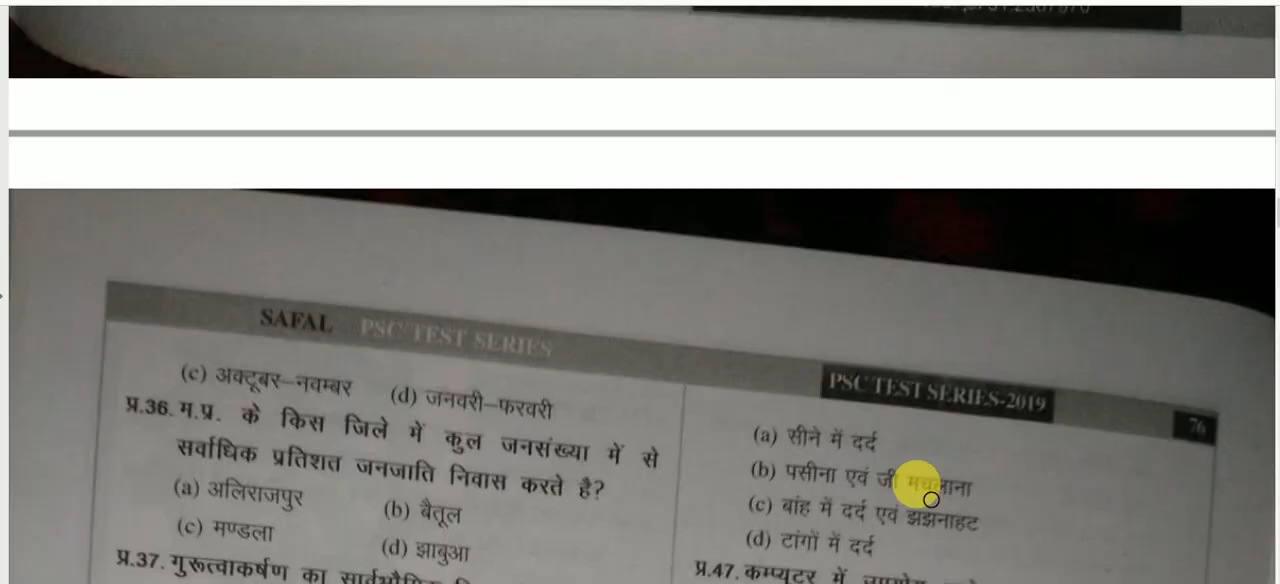 SAFAL PSC TEST SERIES
PSC TEST SERIES-2019 76
(c) अक्टूबर–नवम्बर (d) जनवरी–फरवरी
प्र.36. म.प्र. के किस जिले में कुल जनसंख्या में से
सर्वाधिक प्रतिशत जनजाति निवास करते है?
(a) अलिराजपुर (b) बैतूल
(c) मण्डला (d) झाबुआ
प्र.37. गुरूत्वाकर्षण का
(a) सीने में दर्द
(b) पसीना एवं जी मचलाना
(c) बांह में दर्द एवं झझनाहट
(d) टांगों में दर्द
प्र.47. कम्प्यूटर में